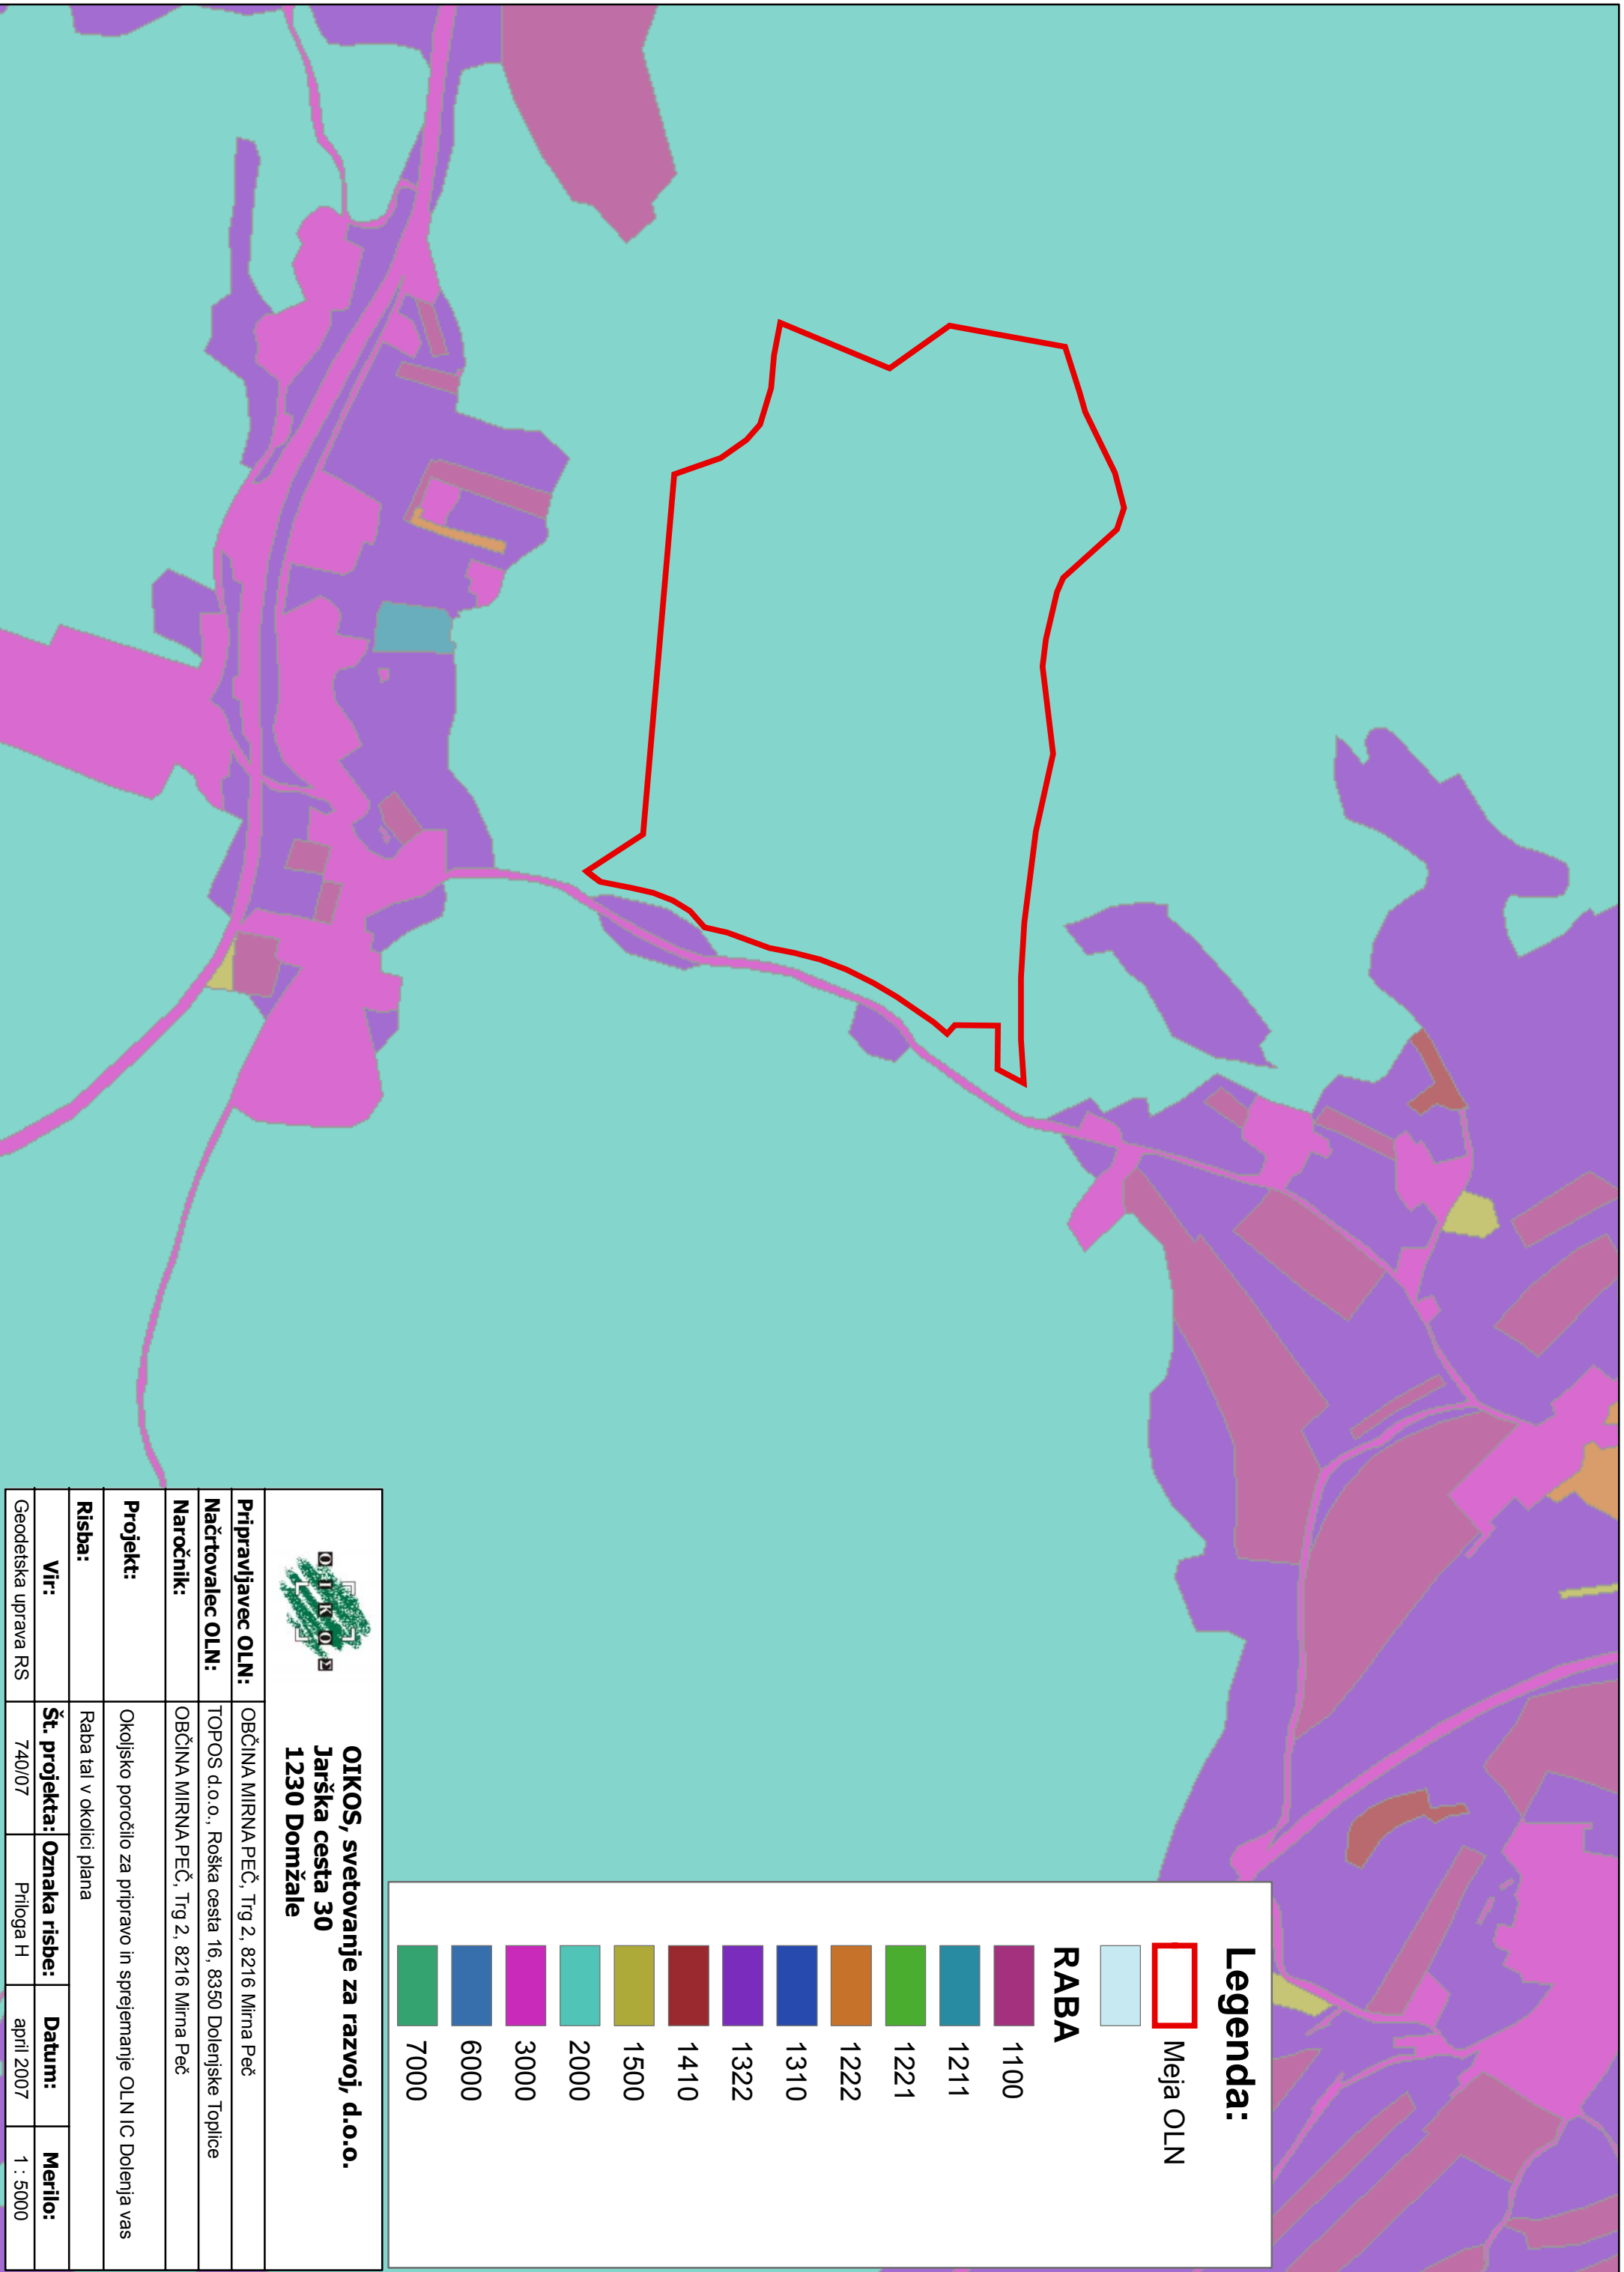 Legenda:
Meja OLN
RABA
1100
1211
1221
1222
1310
1322
1410
1500
2000
3000
6000
7000
OIKOS
OIKOS, svetovanje za razvoj, d.o.o.
Jarška cesta 30
1230 Domžale
Pripravljavec OLN: OBČINA MIRNA PEČ, Trg 2, 8216 Mirna Peč
Načrtovalec OLN: TOPOS d.o.o., Roška cesta 16, 8350 Dolenjske Toplice
Naročnik: OBČINA MIRNA PEČ, Trg 2, 8216 Mirna Peč
Projekt: Okoljsko poročilo za pripravo in sprejemanje OLN IC Dolenja vas
Risba: Raba tal v okolici plana
Vir: Št. projekta: Oznaka risbe: Datum: Merilo:
Geodetska uprava RS 740/07 Priloga H april 2007 1 : 5000